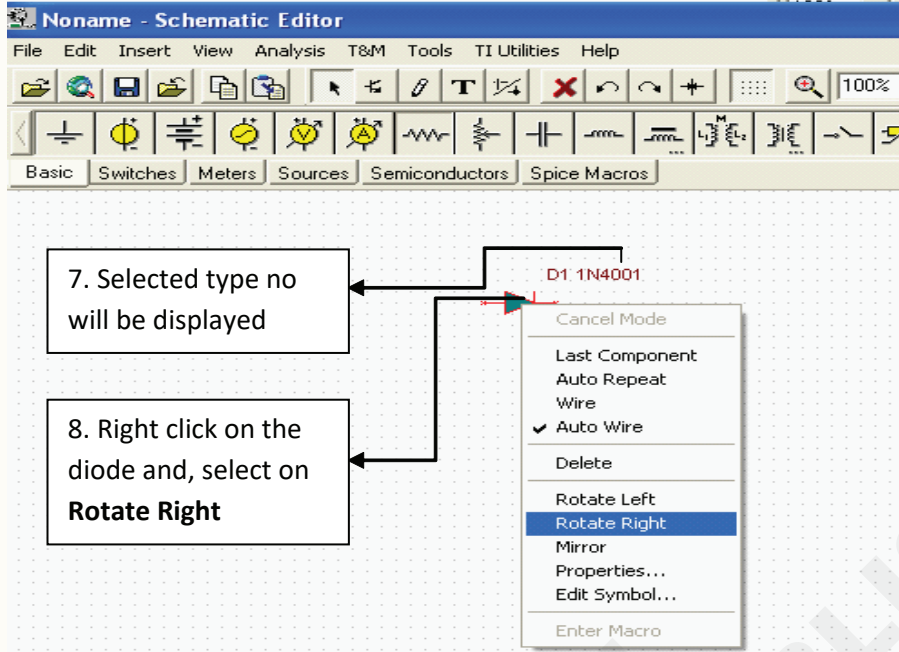 Noname - Schematic Editor
File Edit Insert View Analysis T&M Tools TI Utilities Help
T 100%
M
Basic Switches Meters Sources Semiconductors Spice Macros
7. Selected type no
will be displayed
D1 1N4001
Cancel Mode
Last Component
Auto Repeat
Wire
Auto Wire
Delete
8. Right click on the
diode and, select on
Rotate Right
Rotate Left
Rotate Right
Mirror
Properties...
Edit Symbol...
Enter Macro